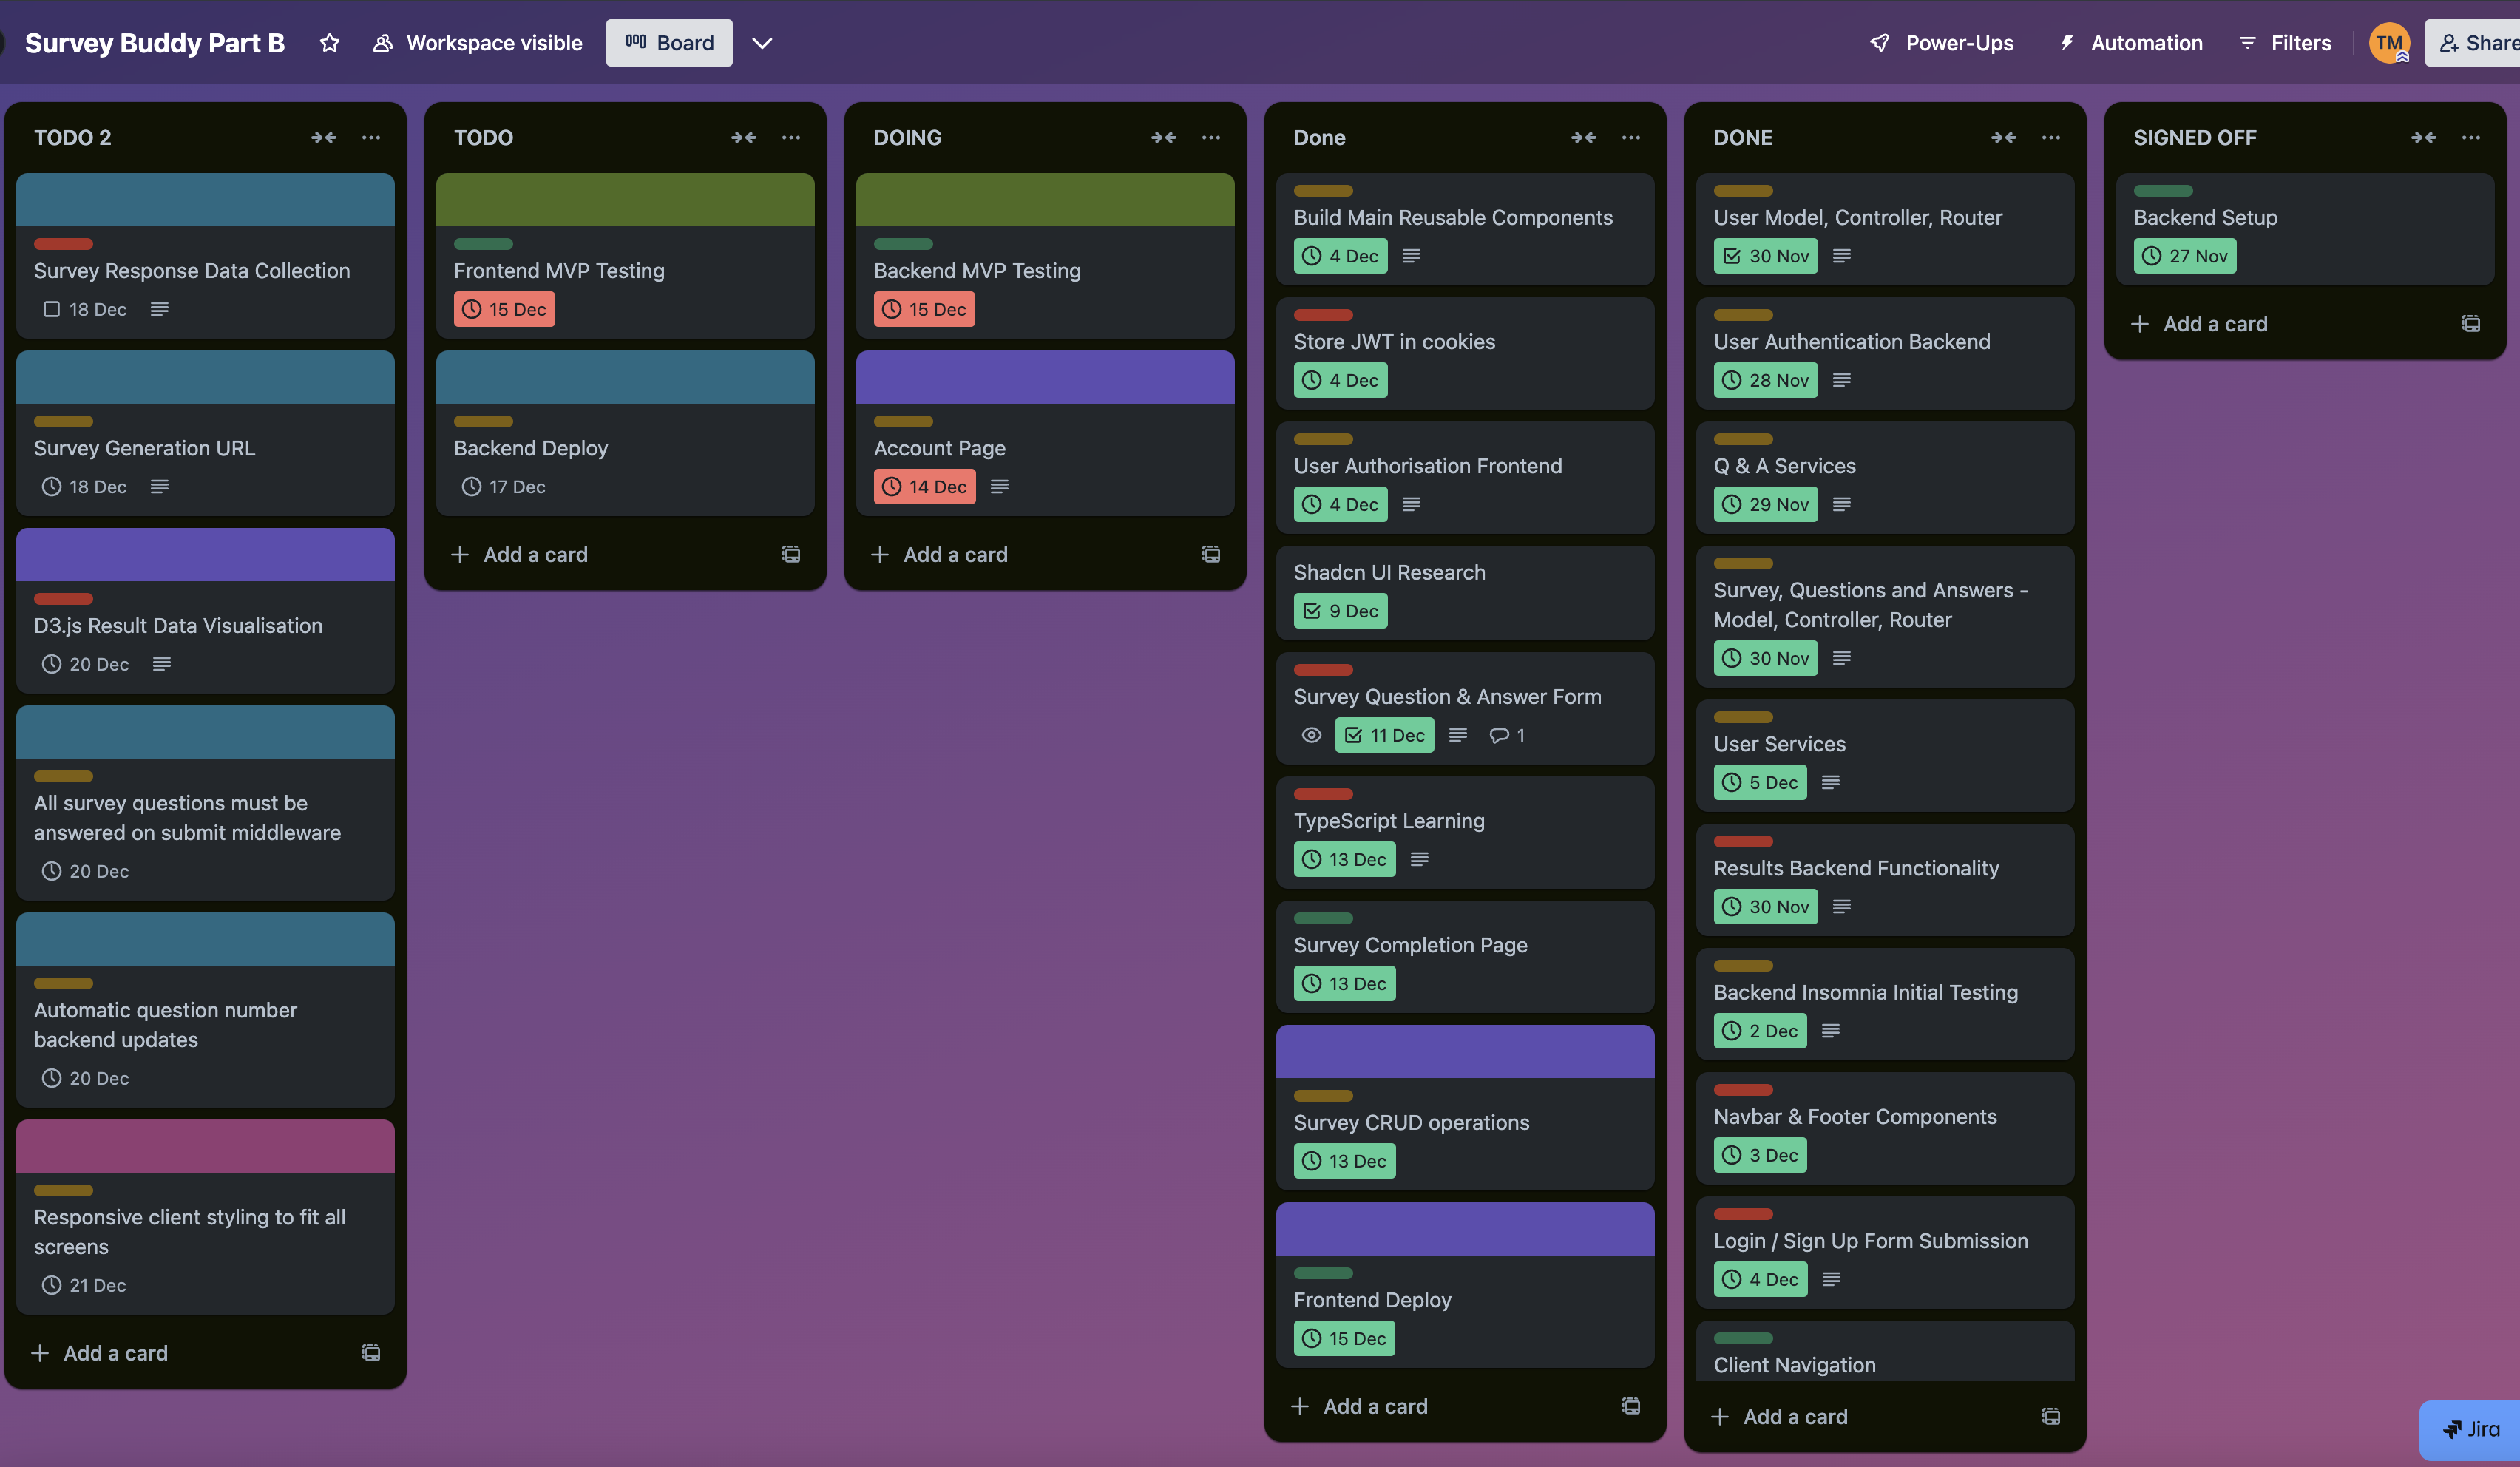 Survey Buddy Part B
Workspace visible
Board
Power-Ups
Automation
Filters
TM
Share
TODO 2
Survey Response Data Collection
18 Dec
Survey Generation URL
18 Dec
D3.js Result Data Visualisation
20 Dec
All survey questions must be
answered on submit middleware
20 Dec
Automatic question number
backend updates
20 Dec
Responsive client styling to fit all
screens
21 Dec
Add a card
TODO
Frontend MVP Testing
15 Dec
Backend Deploy
17 Dec
Add a card
DOING
Backend MVP Testing
15 Dec
Account Page
14 Dec
Add a card
Done
Build Main Reusable Components
4 Dec
Store JWT in cookies
4 Dec
User Authorisation Frontend
4 Dec
Shadcn UI Research
9 Dec
Survey Question & Answer Form
11 Dec 1
TypeScript Learning
13 Dec
Survey Completion Page
13 Dec
Survey CRUD operations
13 Dec
Frontend Deploy
15 Dec
Add a card
DONE
User Model, Controller, Router
30 Nov
User Authentication Backend
28 Nov
Q & A Services
29 Nov
Survey, Questions and Answers -
Model, Controller, Router
30 Nov
User Services
5 Dec
Results Backend Functionality
30 Nov
Backend Insomnia Initial Testing
2 Dec
Navbar & Footer Components
3 Dec
Login / Sign Up Form Submission
4 Dec
Client Navigation
Add a card
SIGNED OFF
Backend Setup
27 Nov
Add a card
Jira